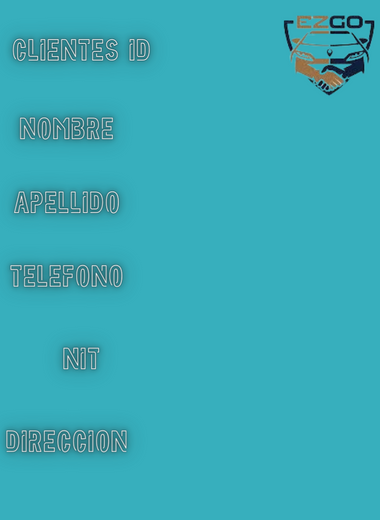 EZGO
CLiENTES iD
NOMBRE
APELLiDO
TELEFONO
NiT
DiRECCiON